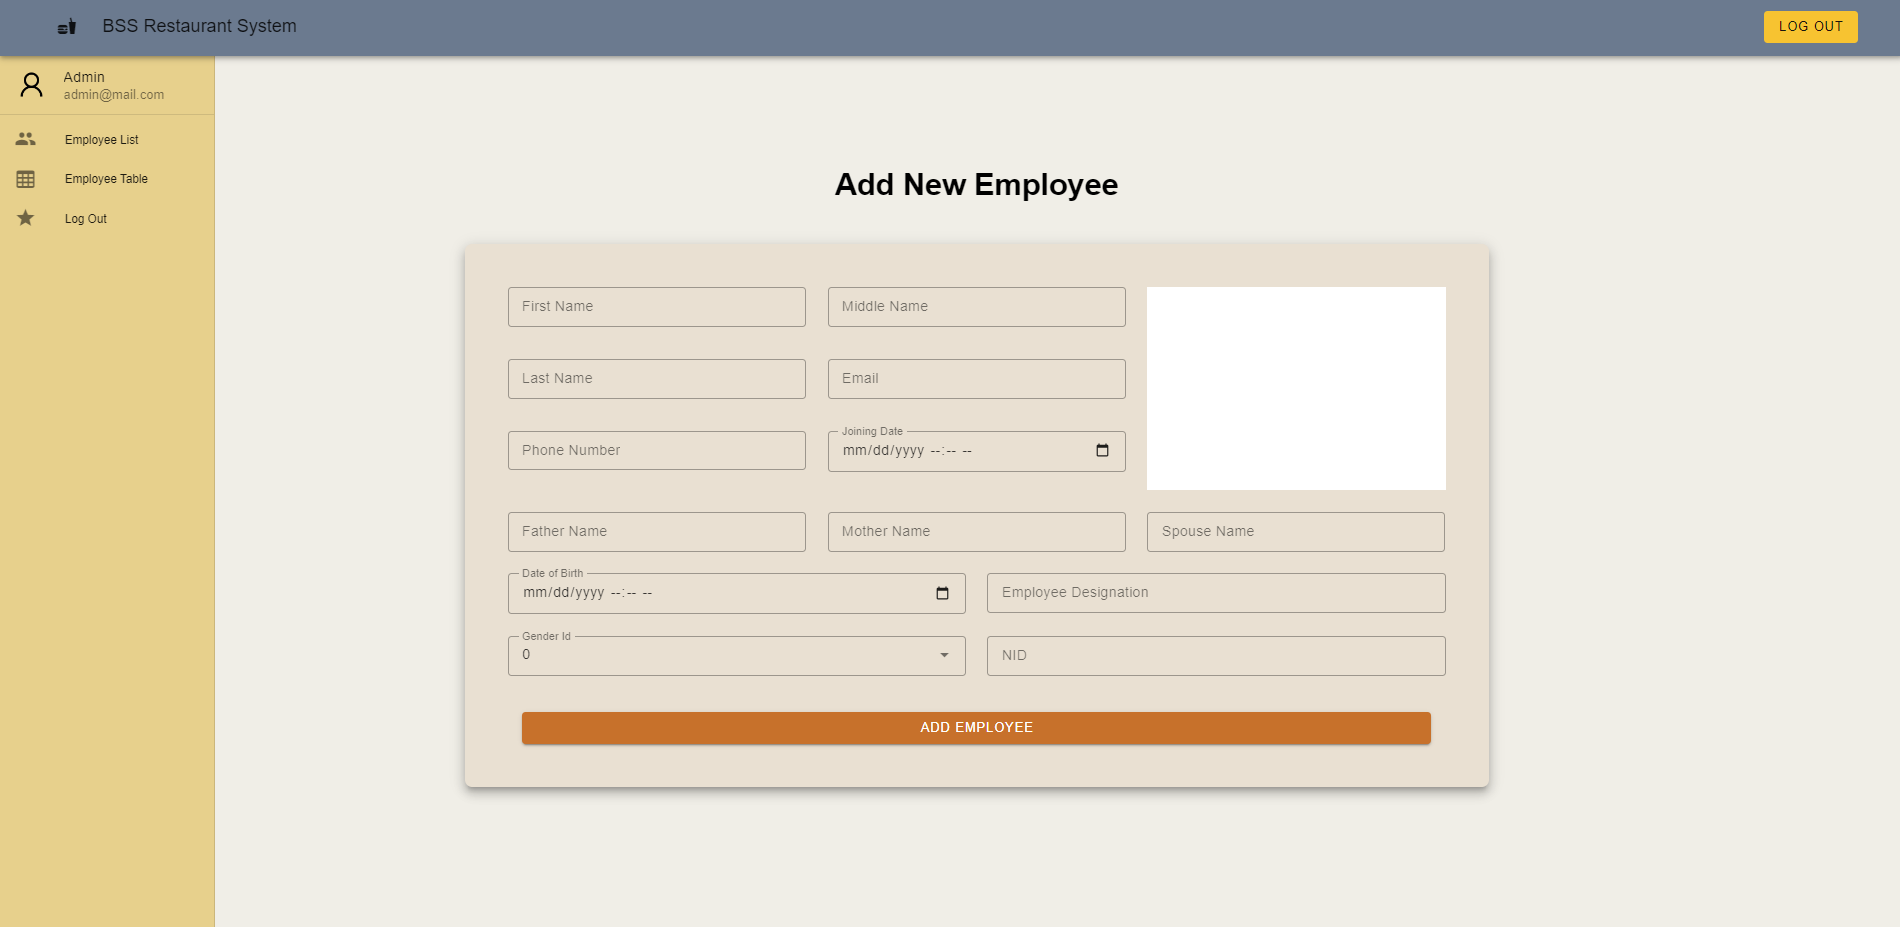 BSS Restaurant System
LOG OUT
Admin
admin@mail.com
Employee List
Employee Table
Log Out
Add New Employee
First Name
Middle Name
Last Name
Email
Phone Number
Joining Date
mm/dd/yyyy --:-- --
Father Name
Mother Name
Spouse Name
Date of Birth
mm/dd/yyyy --:-- --
Employee Designation
Gender Id
0
NID
ADD EMPLOYEE